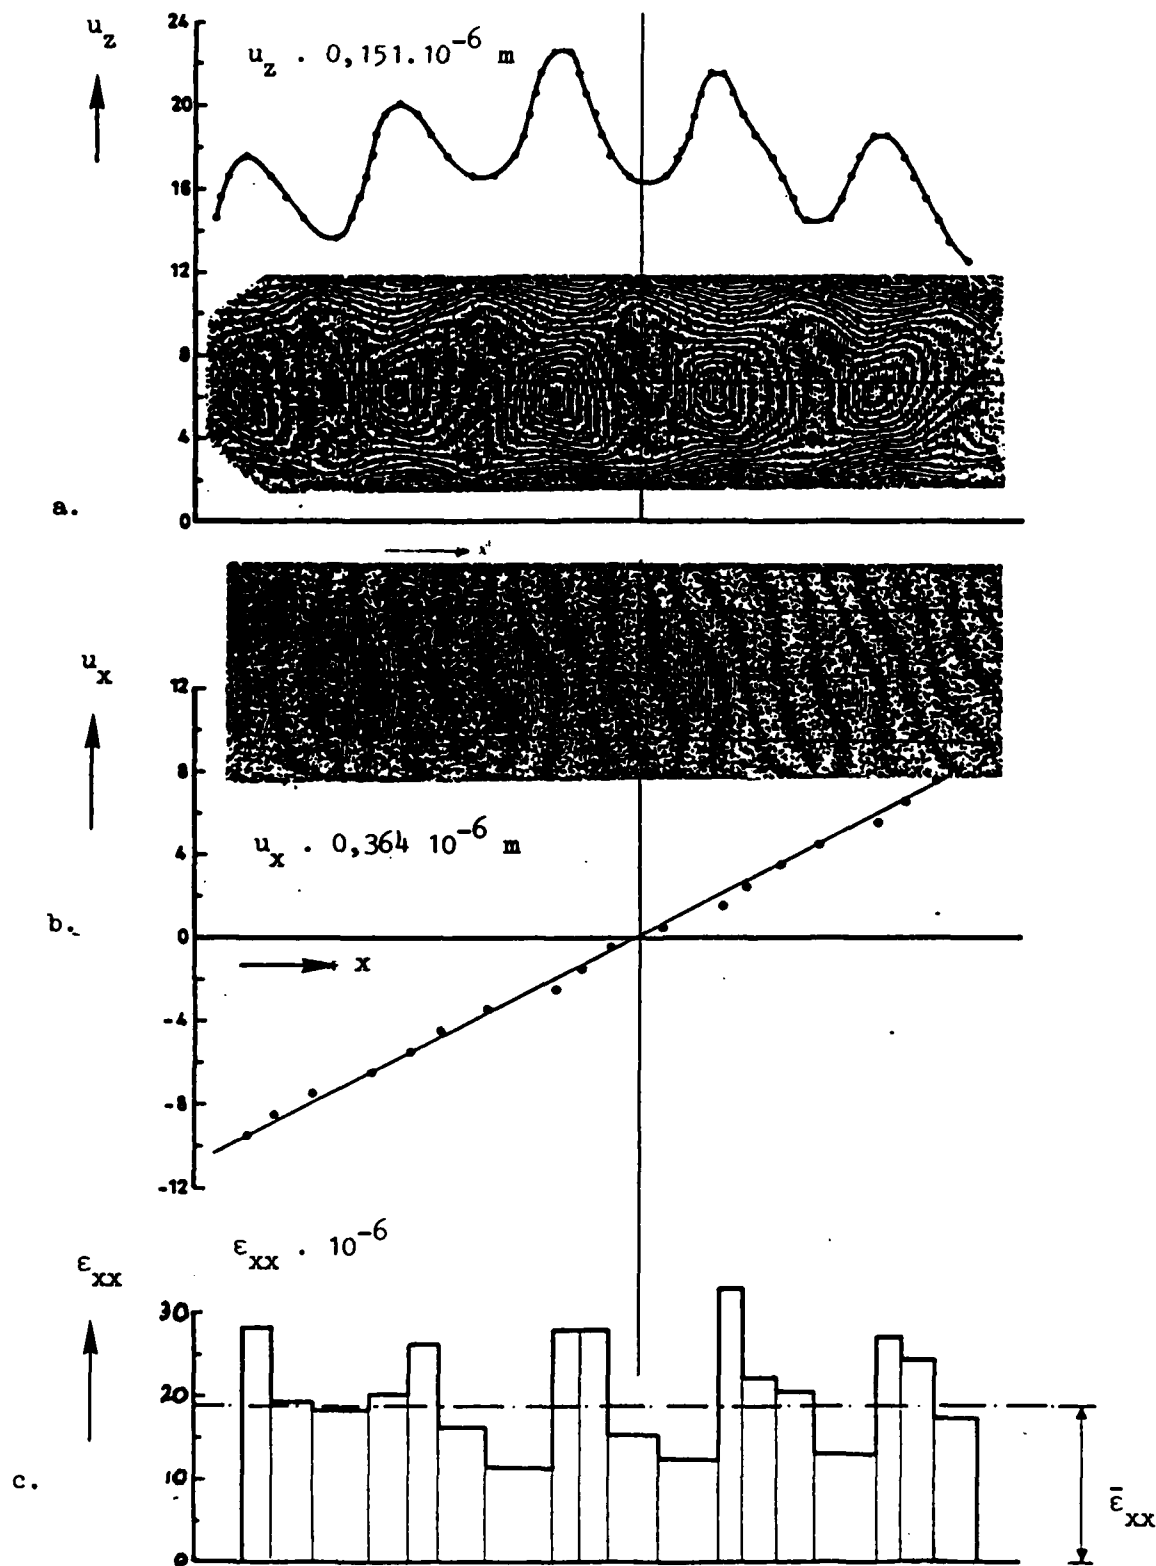 u_z
24
u_z . 0,151.10^-6 m
20
16
12
8
4
a.
0
x
u_x
12
8
u_x . 0,364 10^-6 m
4
b.
0
x
-4
-8
-12
ε_xx
ε_xx . 10^-6
30
20
10
c.
0
ε̄_xx